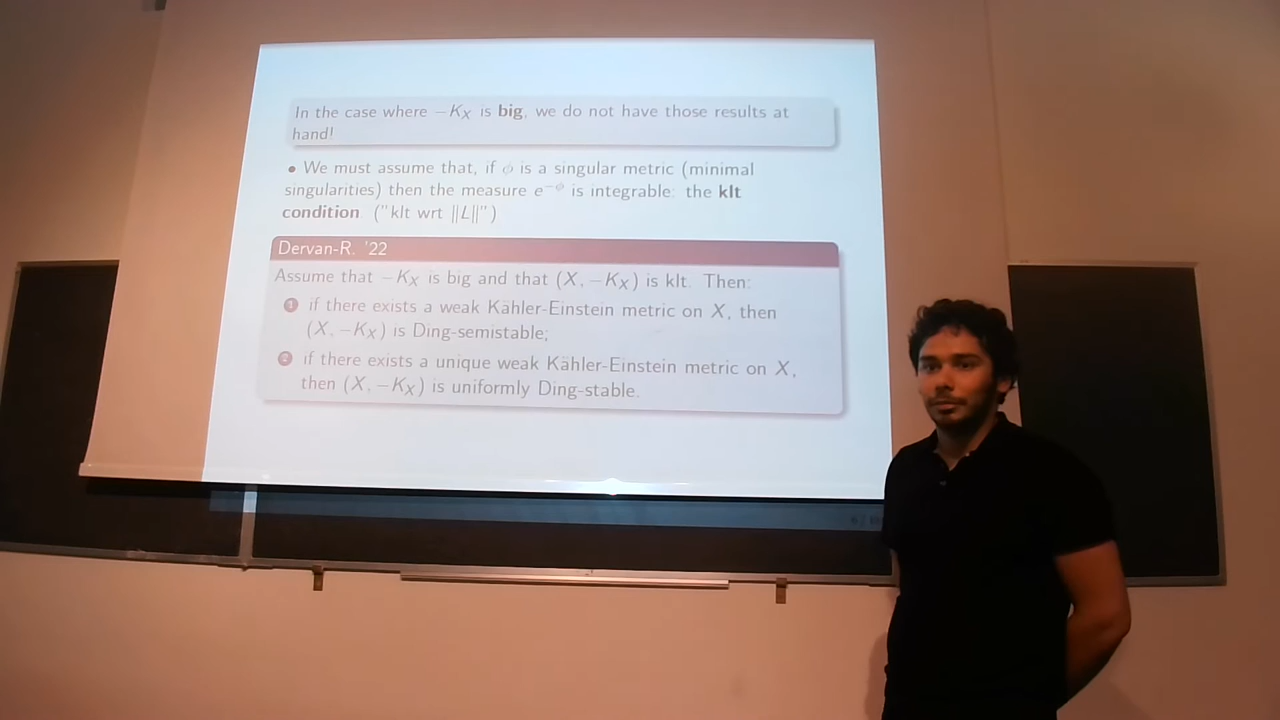 In the case where −K_X is big, we do not have those results at
hand!
• We must assume that, if ϕ is a singular metric (minimal
singularities) then the measure e^{−ϕ} is integrable: the klt
condition. ("klt wrt ∥L∥")
Dervan-R. '22
Assume that −K_X is big and that (X, −K_X) is klt. Then:
1 if there exists a weak Kähler-Einstein metric on X, then
(X, −K_X) is Ding-semistable;
2 if there exists a unique weak Kähler-Einstein metric on X,
then (X, −K_X) is uniformly Ding-stable.